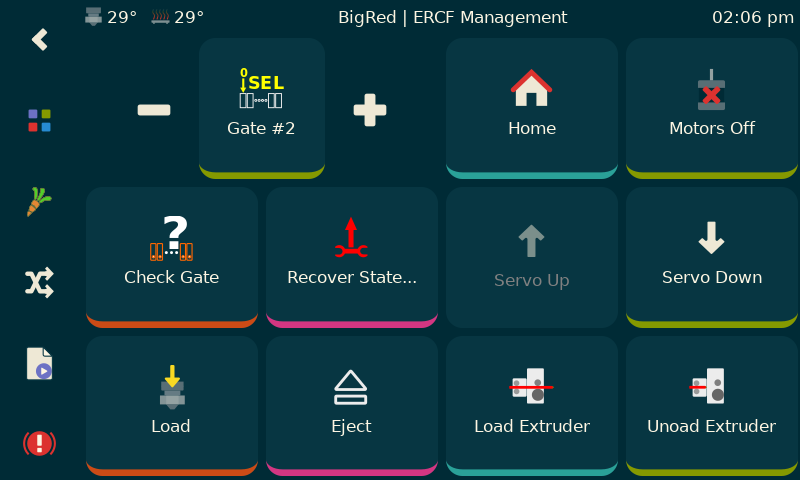 29° 29° BigRed | ERCF Management 02:06 pm
0
SEL
Gate #2
Home
Motors Off
?
Check Gate
Recover State...
Servo Up
Servo Down
Load
Eject
Load Extruder
Unoad Extruder